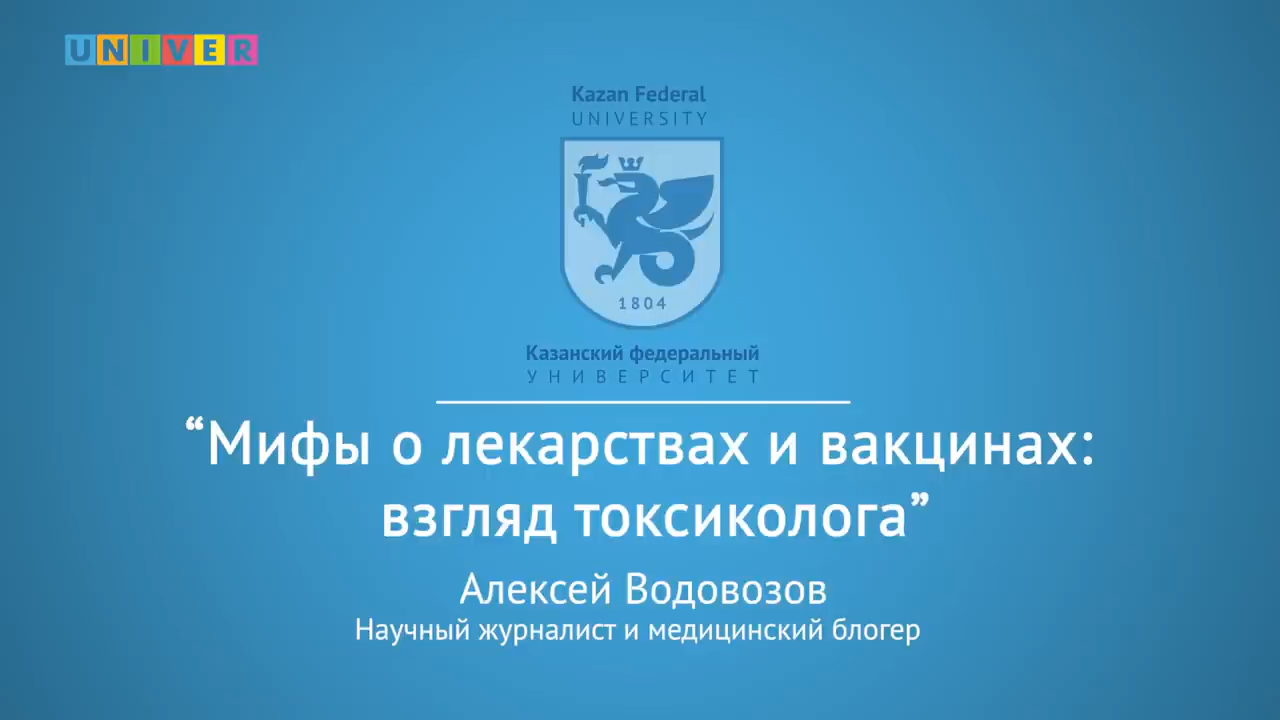 UNIVER
Kazan Federal
UNIVERSITY
1804
Казанский федеральный
УНИВЕРСИТЕТ
“Мифы о лекарствах и вакцинах:
взгляд токсиколога”
Алексей Водовозов
Научный журналист и медицинский блогер